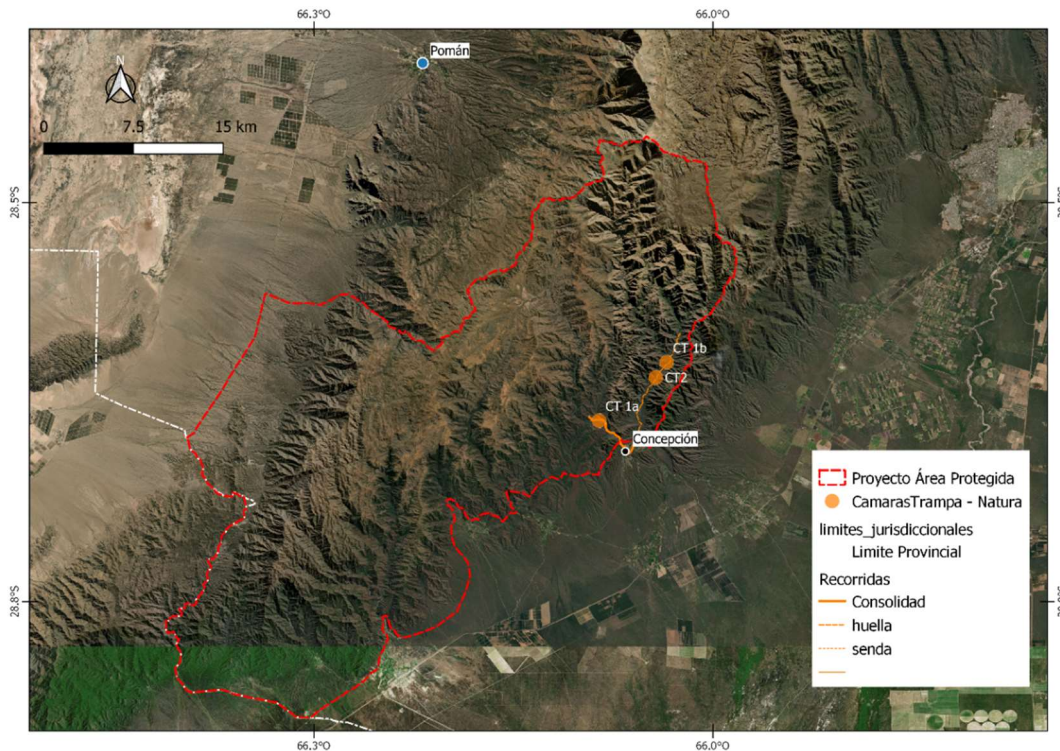 66.3°O 66.0°O
Pomán
N
0 7.5 15 km
28.5°S
CT 1b
CT2
CT 1a
Concepción
Proyecto Área Protegida
CamarasTrampa - Natura
limites_jurisdiccionales
Limite Provincial
Recorridas
Consolidad
huella
senda
28.8°S
66.3°O 66.0°O